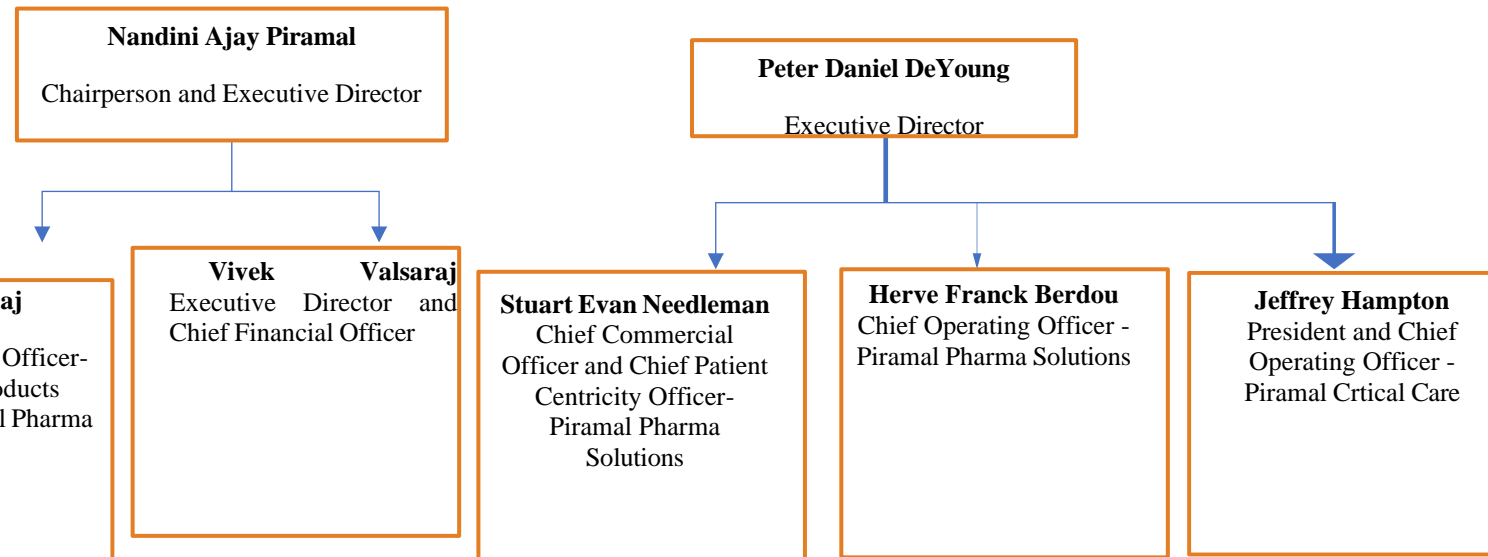 Nandini Ajay Piramal
Chairperson and Executive Director
Peter Daniel DeYoung
Executive Director
Officer-
Pharma
Vivek Valsaraj
Executive Director and
Chief Financial Officer
Stuart Evan Needleman
Chief Commercial
Officer and Chief Patient
Centricity Officer-
Piramal Pharma
Solutions
Herve Franck Berdou
Chief Operating Officer -
Piramal Pharma Solutions
Jeffrey Hampton
President and Chief
Operating Officer -
Piramal Crtical Care